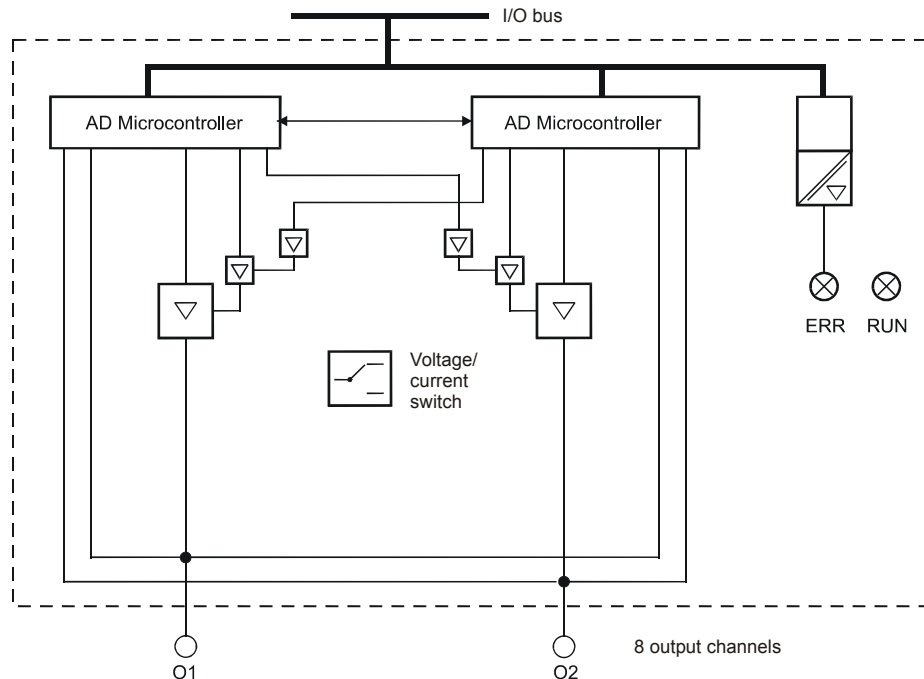 I/O bus
AD Microcontroller
AD Microcontroller
ERR RUN
Voltage/
current
switch
8 output channels
O1
O2